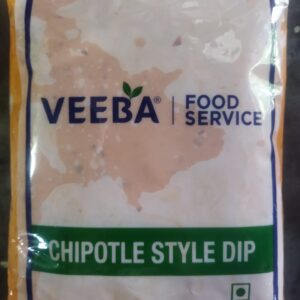 VEEBA® | FOOD
SERVICE
CHIPOTLE STYLE DIP